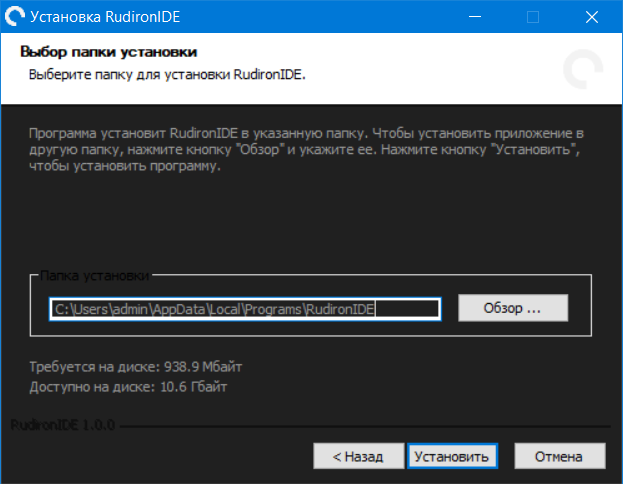 Установка RudironIDE
Выбор папки установки
Выберите папку для установки RudironIDE.
Программа установит RudironIDE в указанную папку. Чтобы установить приложение в
другую папку, нажмите кнопку "Обзор" и укажите ее. Нажмите кнопку "Установить",
чтобы установить программу.
Папка установки
C:\Users\admin\AppData\Local\Programs\RudironIDE
Обзор ...
Требуется на диске: 938.9 Мбайт
Доступно на диске: 10.6 Гбайт
RudironIDE 1.0.0
< Назад
Установить
Отмена